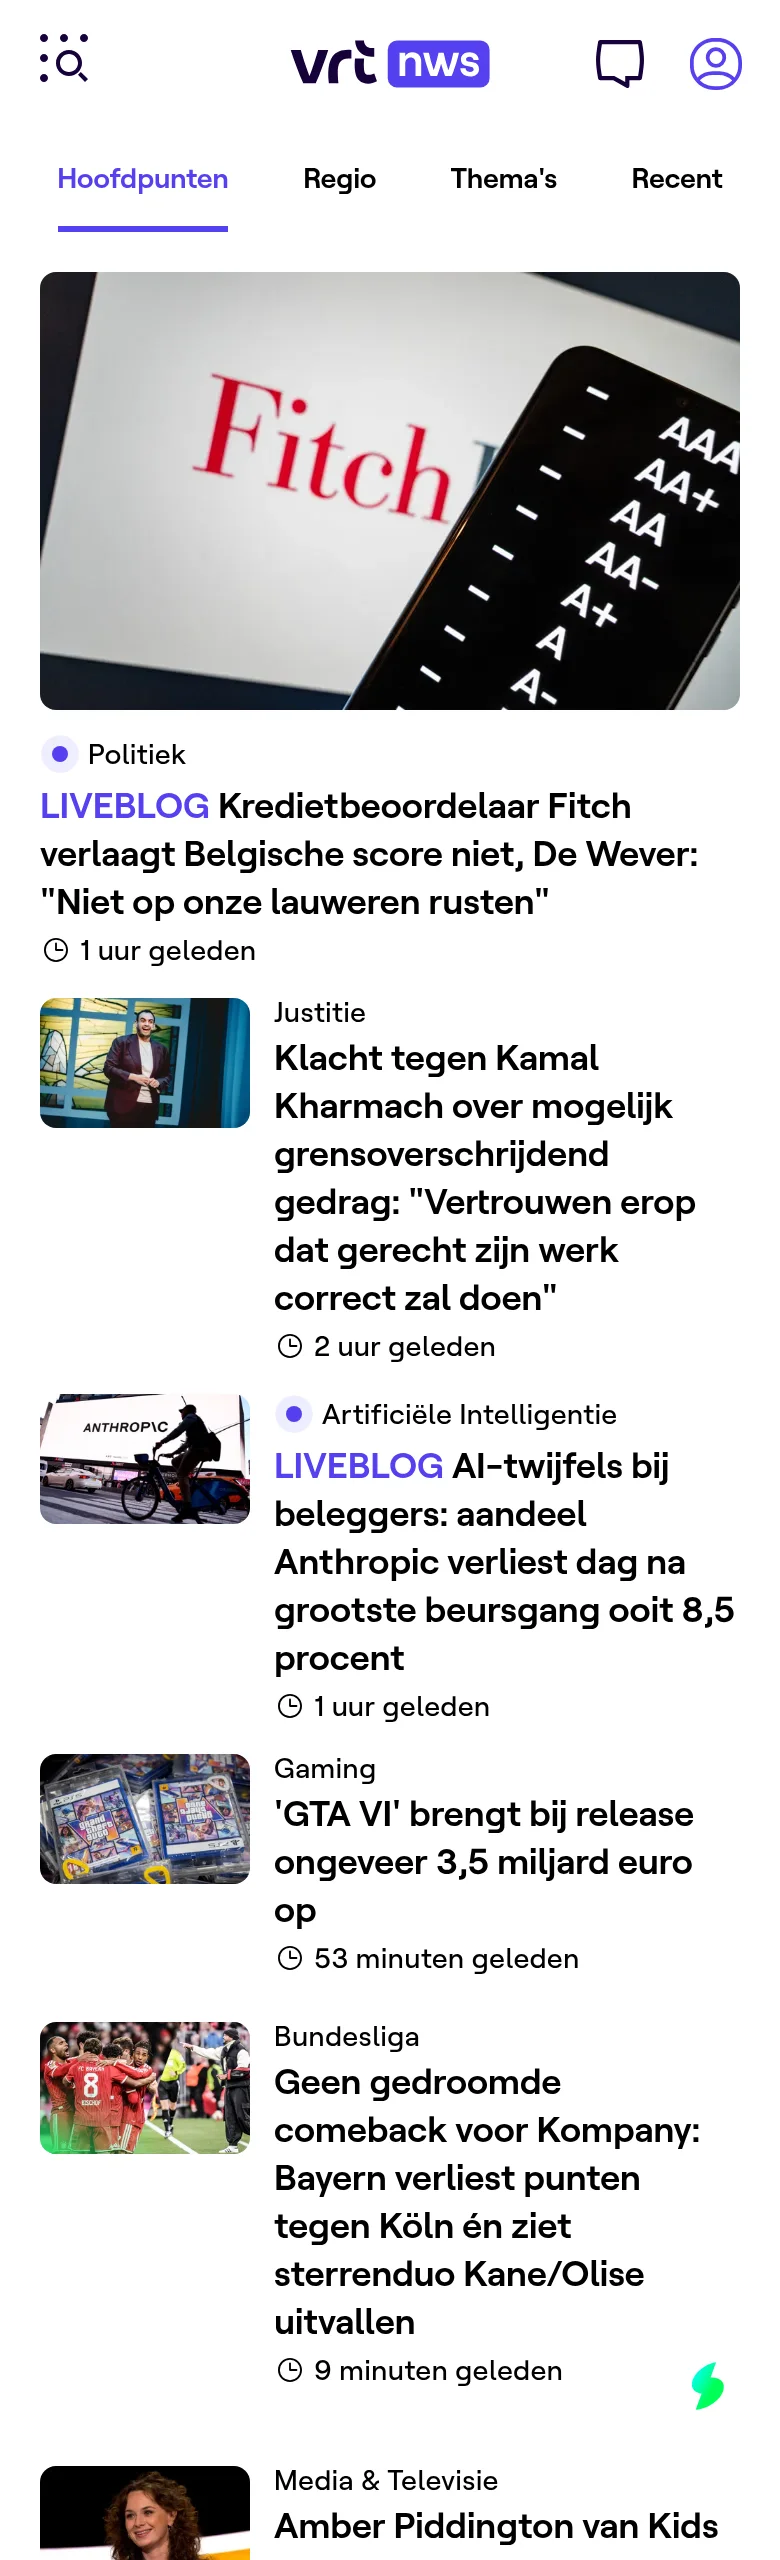 vrt nws
Hoofdpunten Regio Thema's Recent
Fitch
- AAA
- AA+
- AA
- AA-
- A+
- A
- A-
Politiek
LIVEBLOG Kredietbeoordelaar Fitch
verlaagt Belgische score niet, De Wever:
"Niet op onze lauweren rusten"
1 uur geleden
Justitie
Klacht tegen Kamal
Kharmach over mogelijk
grensoverschrijdend
gedrag: "Vertrouwen erop
dat gerecht zijn werk
correct zal doen"
2 uur geleden
ANTHROP\C
Artificiële Intelligentie
LIVEBLOG AI-twijfels bij
beleggers: aandeel
Anthropic verliest dag na
grootste beursgang ooit 8,5
procent
1 uur geleden
grand
theft
auto
Gaming
'GTA VI' brengt bij release
ongeveer 3,5 miljard euro
op
53 minuten geleden
8
Bundesliga
Geen gedroomde
comeback voor Kompany:
Bayern verliest punten
tegen Köln én ziet
sterrenduo Kane/Olise
uitvallen
9 minuten geleden
Media & Televisie
Amber Piddington van Kids